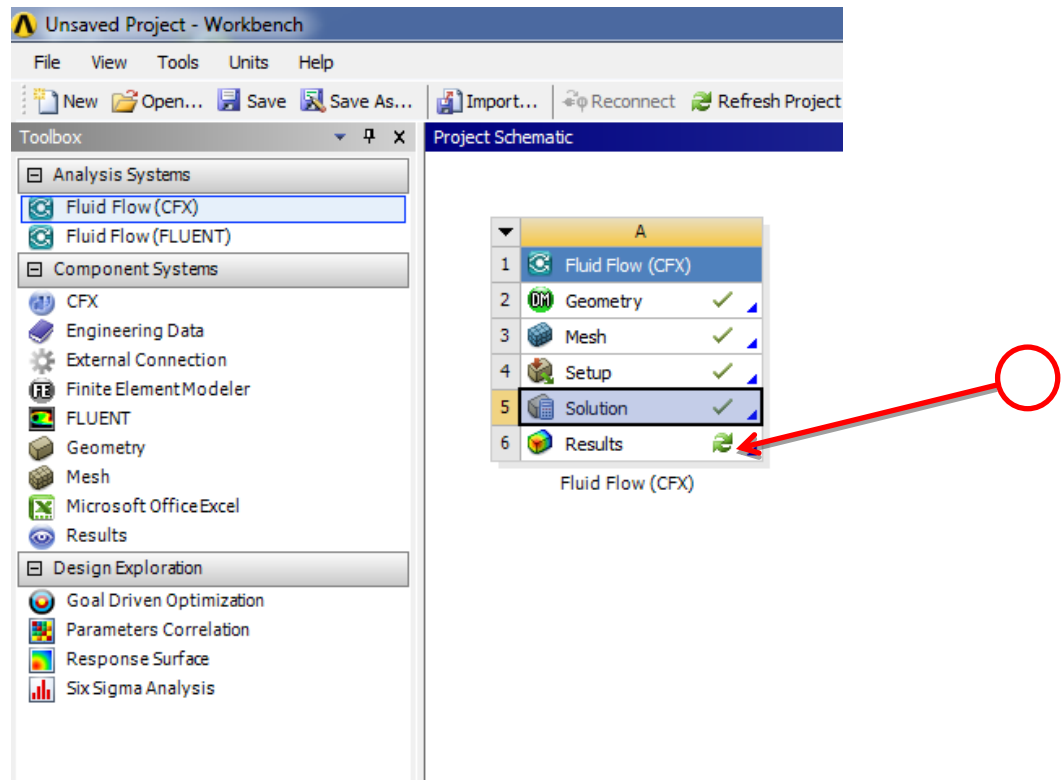 Unsaved Project - Workbench
File View Tools Units Help
New Open... Save Save As... Import... Reconnect Refresh Project
Toolbox
Project Schematic
Analysis Systems
Fluid Flow (CFX)
Fluid Flow (FLUENT)
Component Systems
CFX
Engineering Data
External Connection
Finite Element Modeler
FLUENT
Geometry
Mesh
Microsoft Office Excel
Results
Design Exploration
Goal Driven Optimization
Parameters Correlation
Response Surface
Six Sigma Analysis
A
1 Fluid Flow (CFX)
2 DM Geometry
3 Mesh
4 Setup
5 Solution
6 Results
Fluid Flow (CFX)